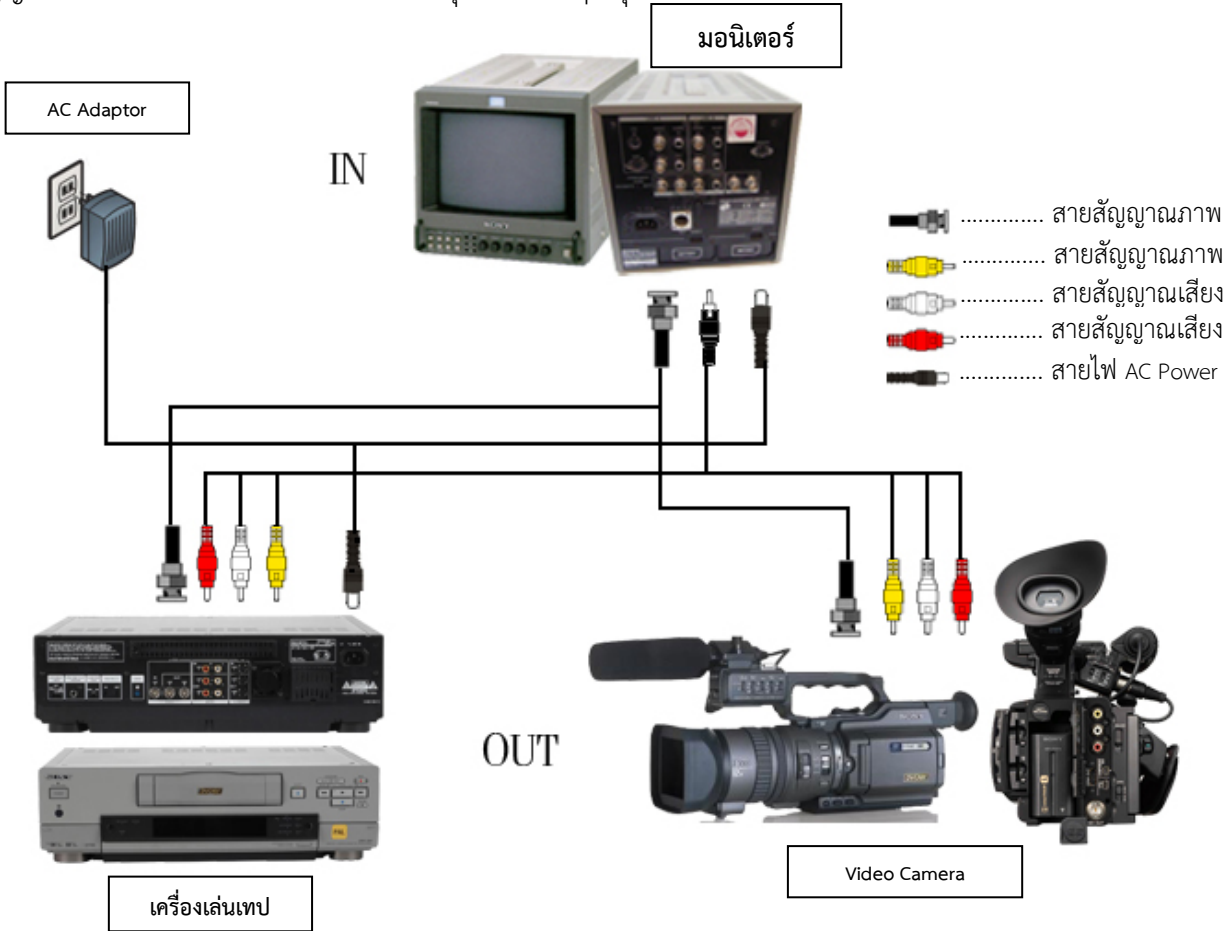 มอนิเตอร์
AC Adaptor
IN
SONY
.............. สายสัญญาณภาพ
.............. สายสัญญาณภาพ
.............. สายสัญญาณเสียง
.............. สายสัญญาณเสียง
.............. สายไฟ AC Power
OUT
SONY
PAL
Video Camera
เครื่องเล่นเทป